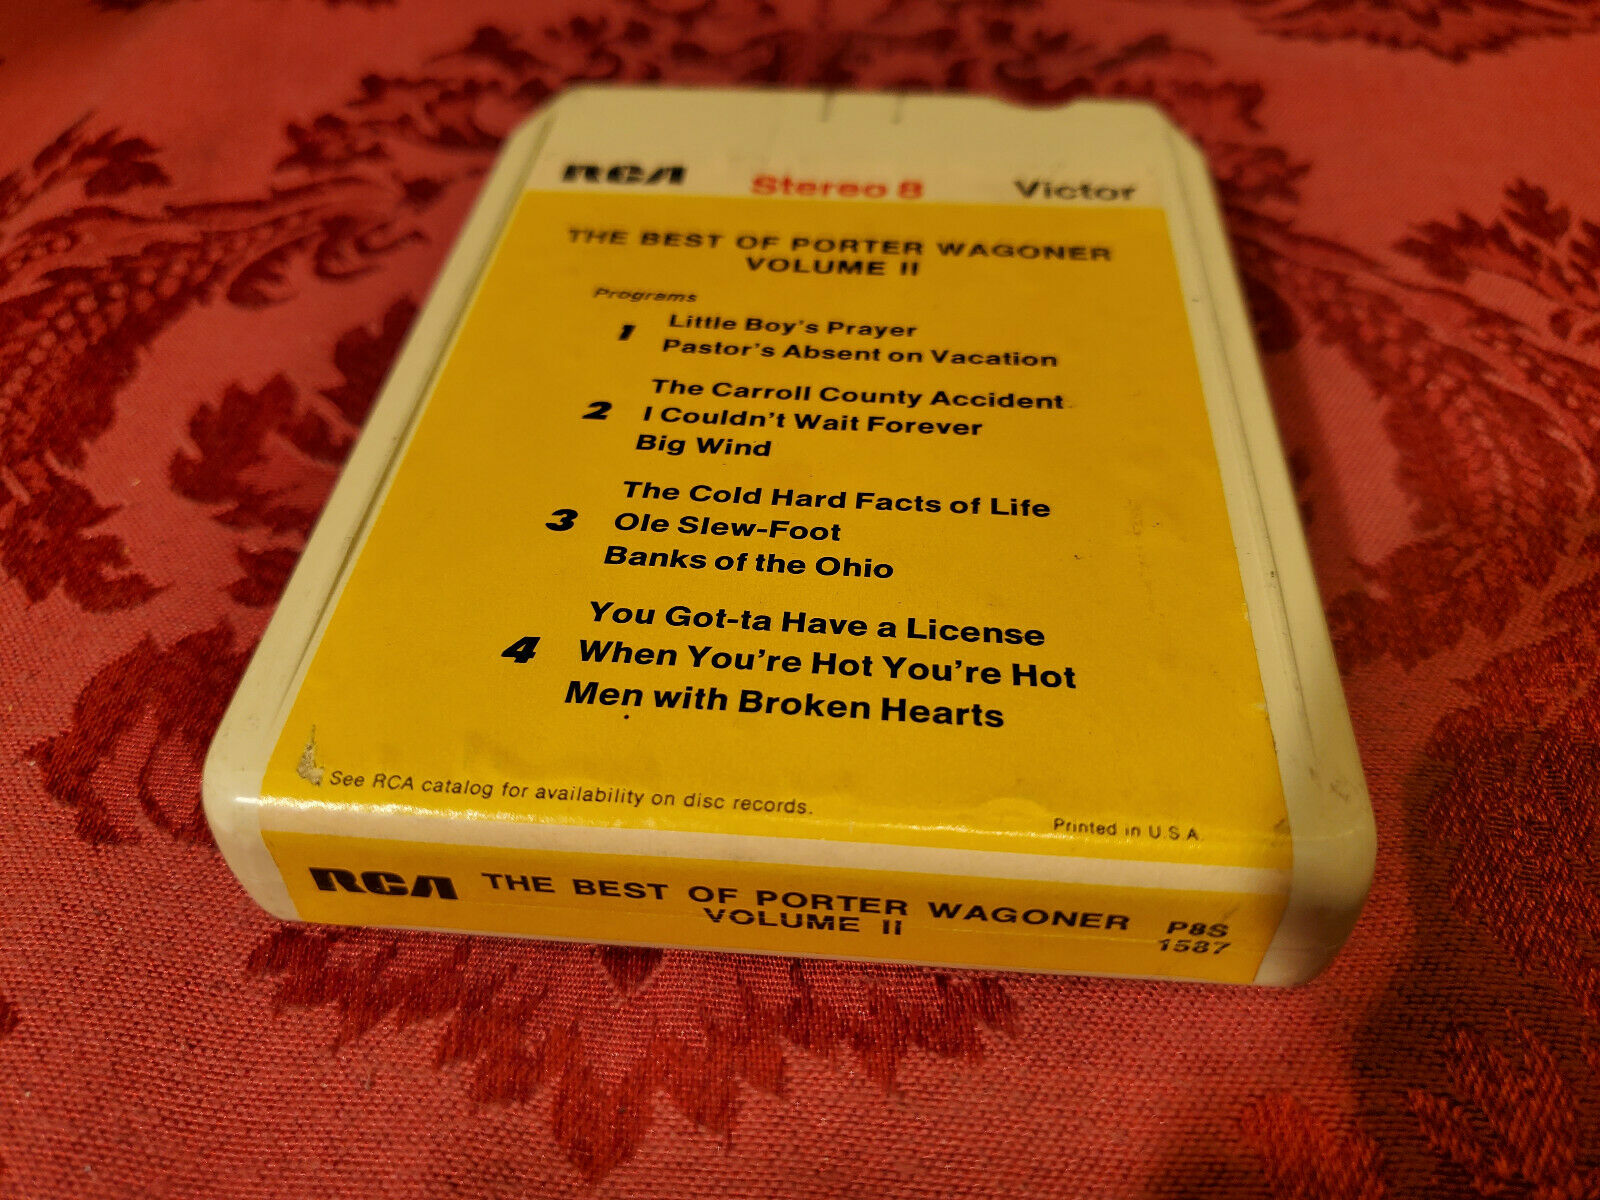 RCA Stereo 8 Victor
THE BEST OF PORTER WAGONER
VOLUME II
Programs
1 Little Boy's Prayer
Pastor's Absent on Vacation
The Carroll County Accident
2 I Couldn't Wait Forever
Big Wind
The Cold Hard Facts of Life
3 Ole Slew-Foot
Banks of the Ohio
You Got-ta Have a License
4 When You're Hot You're Hot
Men with Broken Hearts
See RCA catalog for availability on disc records.
Printed in U.S.A.
RCA THE BEST OF PORTER WAGONER P8S
VOLUME II 1587